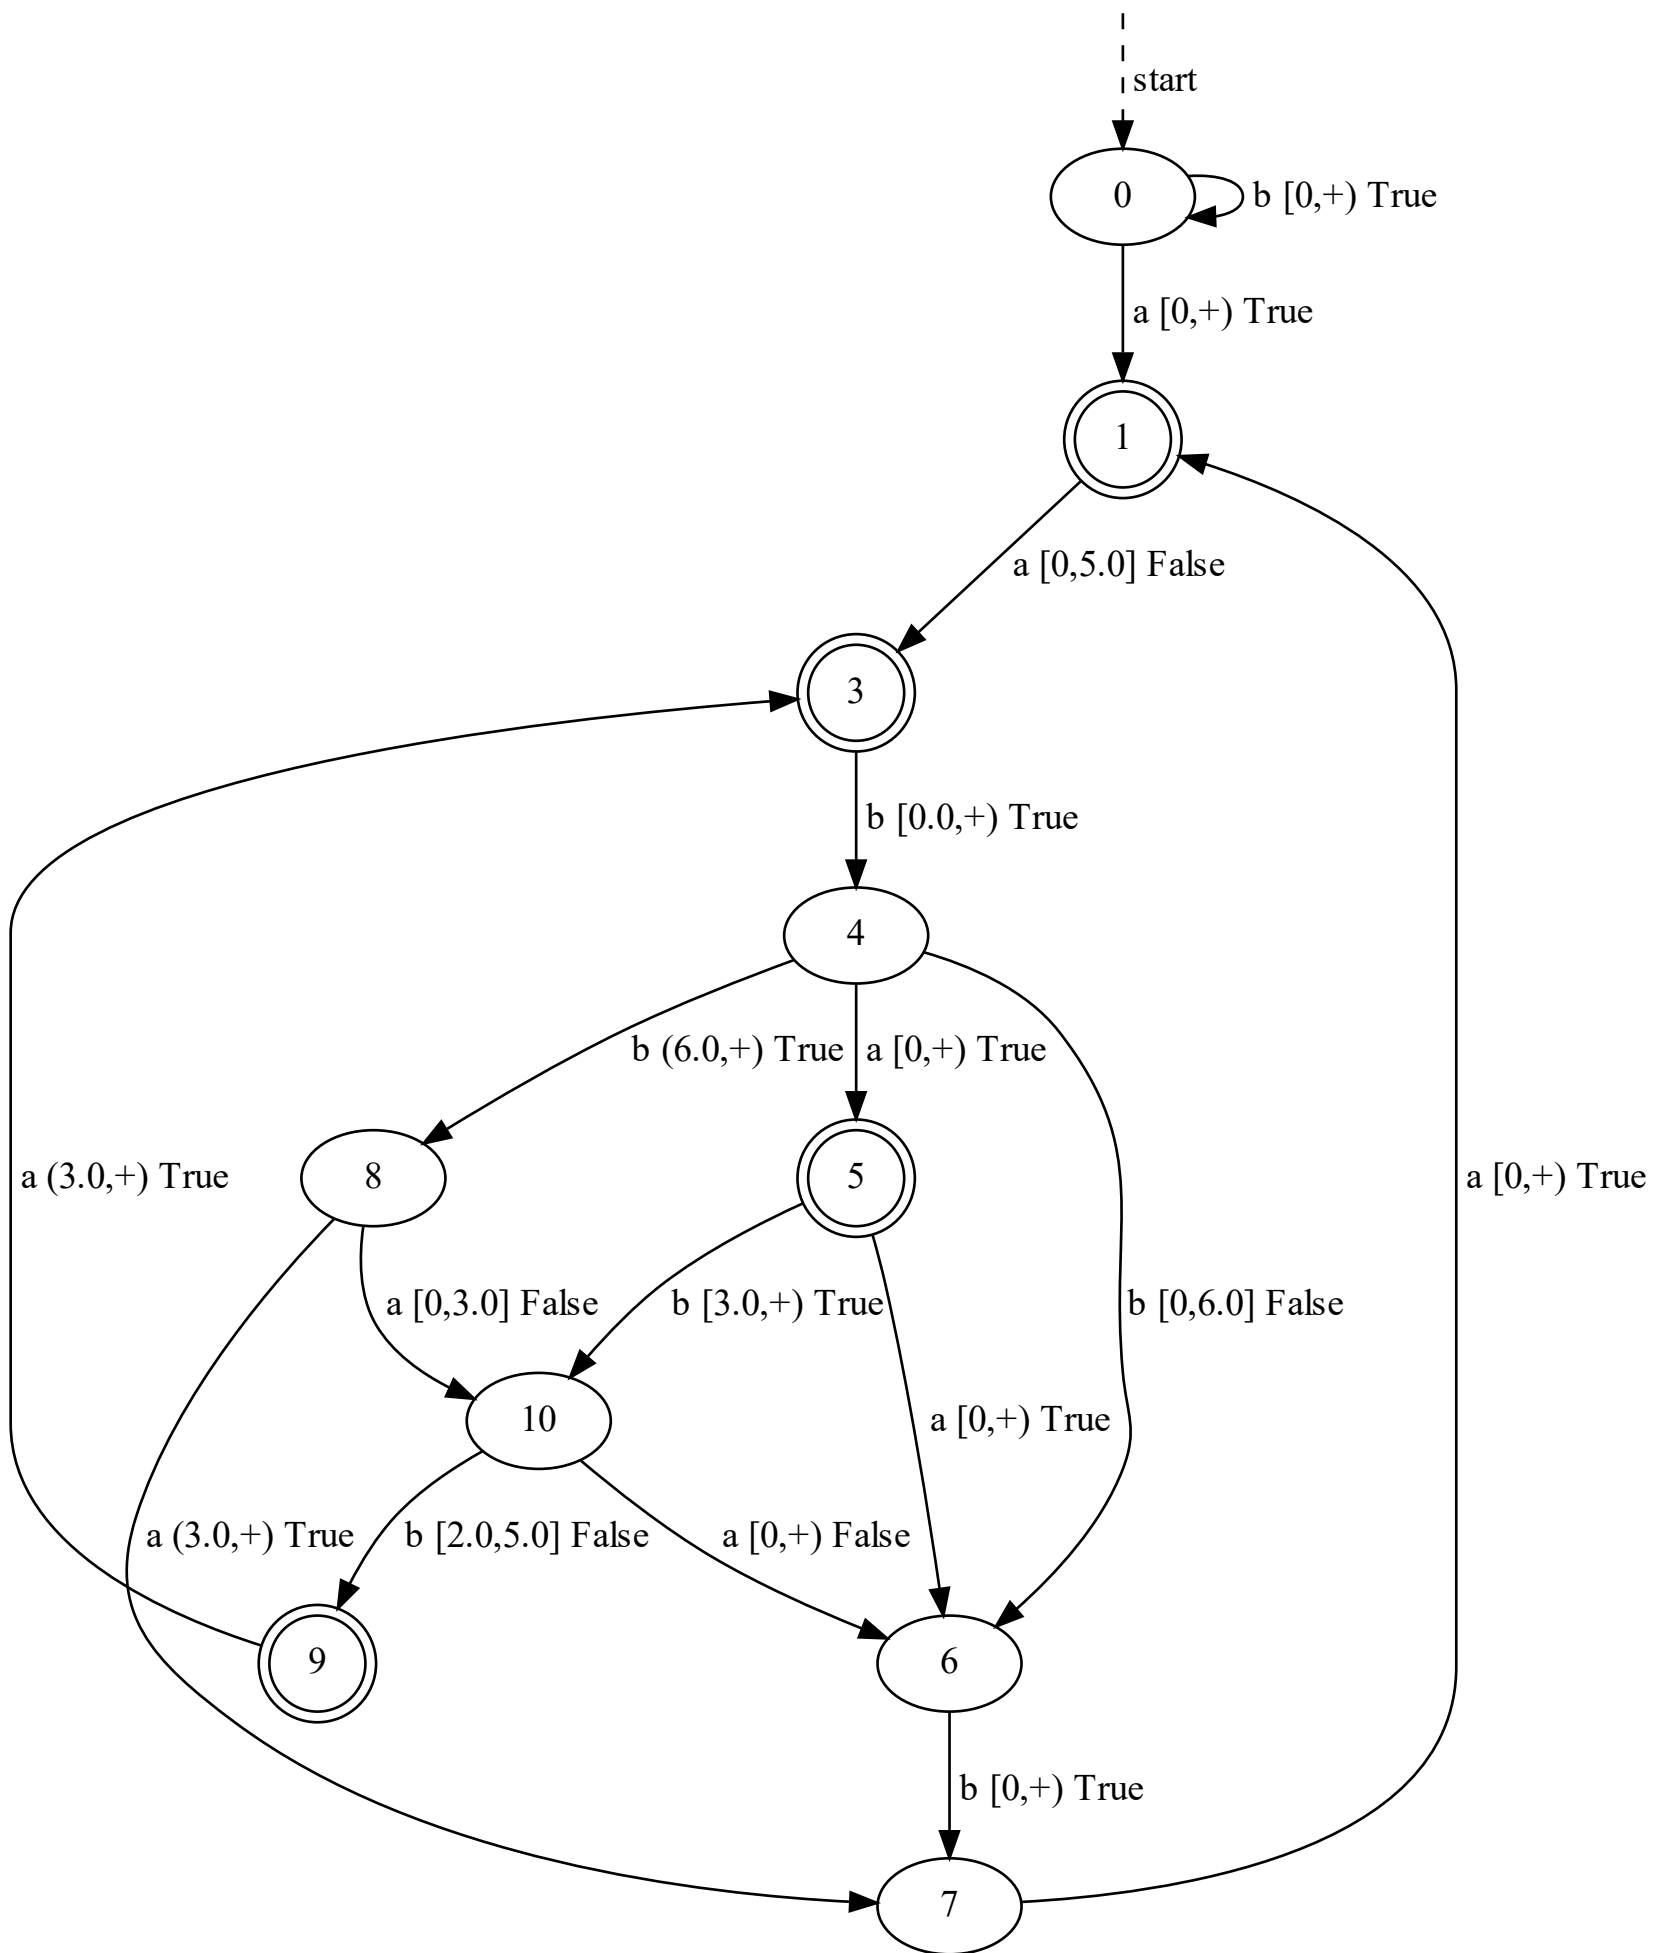 start
0
b [0,+) True
a [0,+) True
1
a [0,5.0] False
3
b [0.0,+) True
4
b (6.0,+) True
a [0,+) True
a (3.0,+) True
8
5
a [0,+) True
a [0,3.0] False
b [3.0,+) True
b [0,6.0] False
10
a [0,+) True
a (3.0,+) True
b [2.0,5.0] False
a [0,+) False
9
6
b [0,+) True
7